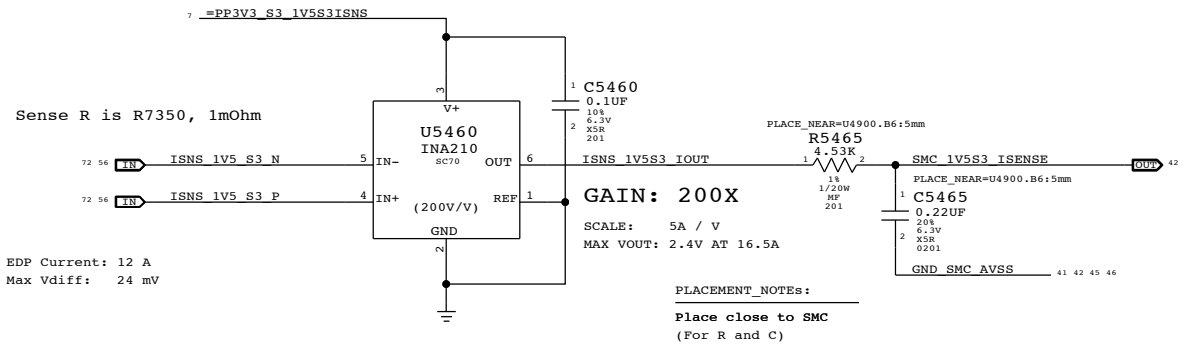 7 =PP3V3_S3_1V5S3ISNS
Sense R is R7350, 1mOhm
3
V+
U5460
INA210
SC70
1 C5460
0.1UF
10%
6.3V
2 X5R
201
72 56 IN ISNS_1V5_S3_N 5 IN-
OUT 6 ISNS_1V5S3_IOUT
72 56 IN ISNS_1V5_S3_P 4 IN+
REF 1
(200V/V)
GND
2
PLACE_NEAR=U4900.B6:5mm
R5465
4.53K
1 2
1%
1/20W
MF
201
SMC_1V5S3_ISENSE OUT 42
PLACE_NEAR=U4900.B6:5mm
1 C5465
0.22UF
20%
6.3V
2 X5R
0201
GND_SMC_AVSS 41 42 45 46
GAIN: 200X
SCALE: 5A / V
MAX VOUT: 2.4V AT 16.5A
EDP Current: 12 A
Max Vdiff: 24 mV
PLACEMENT_NOTEs:
Place close to SMC
(For R and C)